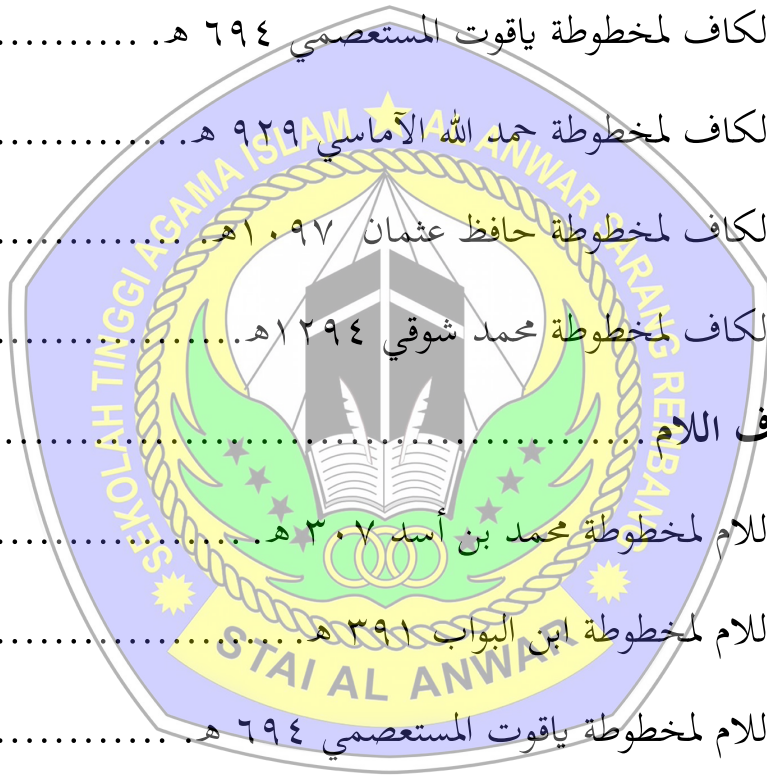 لكاف لمخطوطة ياقوت المستعصمي ٦٩٤ هـ. ...........
لكاف لمخطوطة حمد الله الآماسي ٩٢٩ هـ. ............
لكاف لمخطوطة حافظ عثمان ١٠٩٧هـ. .............
لكاف لمخطوطة محمد شوقي ١٢٩٤هـ.................
ف اللام ..........................................
للام لمخطوطة محمد بن أسد ٣٠٧ هـ.................
للام لمخطوطة ابن البواب ٣٩١ هـ. ....................
للام لمخطوطة ياقوت المستعصمي ٦٩٤ هـ. ............
SEKOLAH TINGGI AGAMA ISLAM ★ AL ANWAR SARANG REMBANG
STAI AL ANWAR